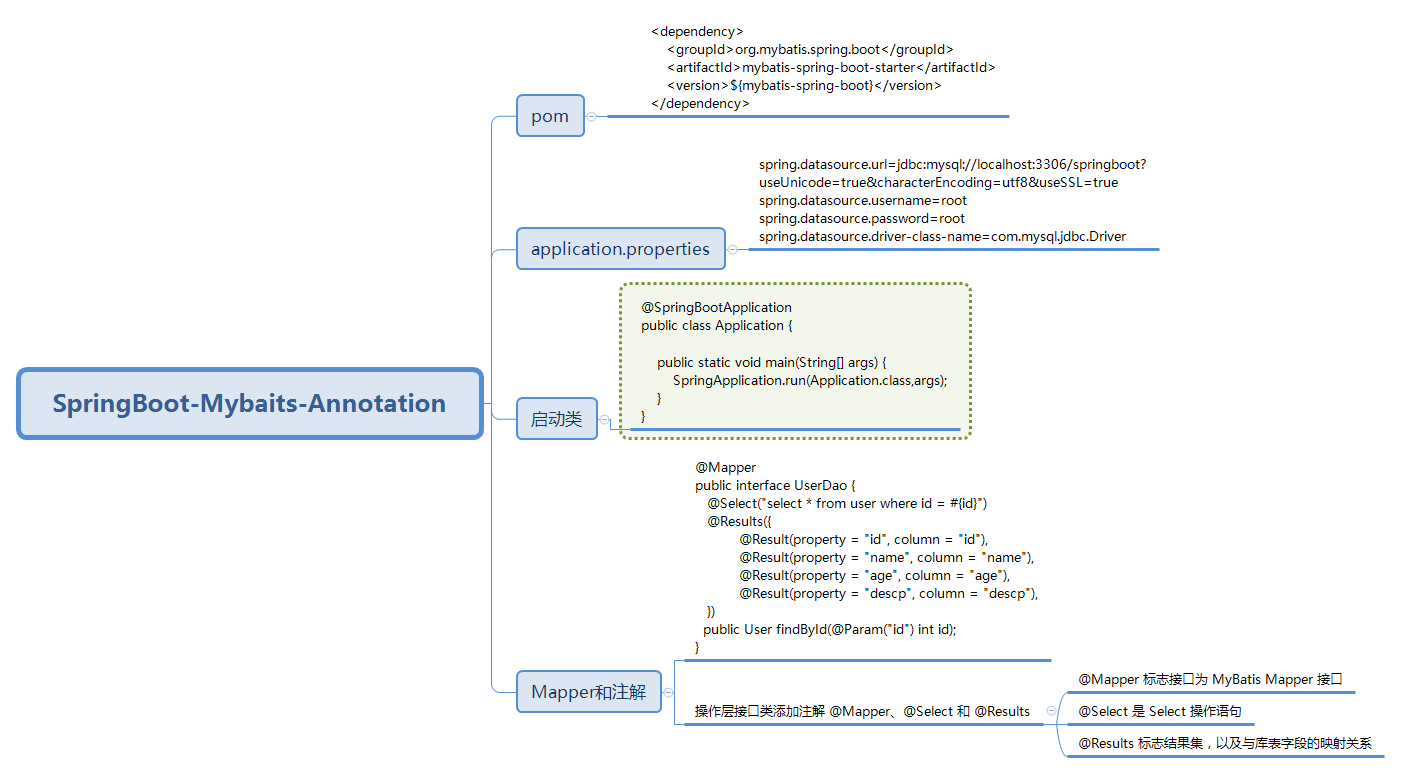 SpringBoot-Mybaits-Annotation
pom
<dependency>
    <groupId>org.mybatis.spring.boot</groupId>
    <artifactId>mybatis-spring-boot-starter</artifactId>
    <version>${mybatis-spring-boot}</version>
</dependency>
application.properties
spring.datasource.url=jdbc:mysql://localhost:3306/springboot?
useUnicode=true&characterEncoding=utf8&useSSL=true
spring.datasource.username=root
spring.datasource.password=root
spring.datasource.driver-class-name=com.mysql.jdbc.Driver
启动类
@SpringBootApplication
public class Application {
    public static void main(String[] args) {
        SpringApplication.run(Application.class,args);
    }
}
Mapper和注解
@Mapper
public interface UserDao {
    @Select("select * from user where id = #{id}")
    @Results({
            @Result(property = "id", column = "id"),
            @Result(property = "name", column = "name"),
            @Result(property = "age", column = "age"),
            @Result(property = "descp", column = "descp"),
    })
   public User findById(@Param("id") int id);
}
操作层接口类添加注解 @Mapper、@Select 和 @Results
@Mapper 标志接口为 MyBatis Mapper 接口
@Select 是 Select 操作语句
@Results 标志结果集，以及与库表字段的映射关系